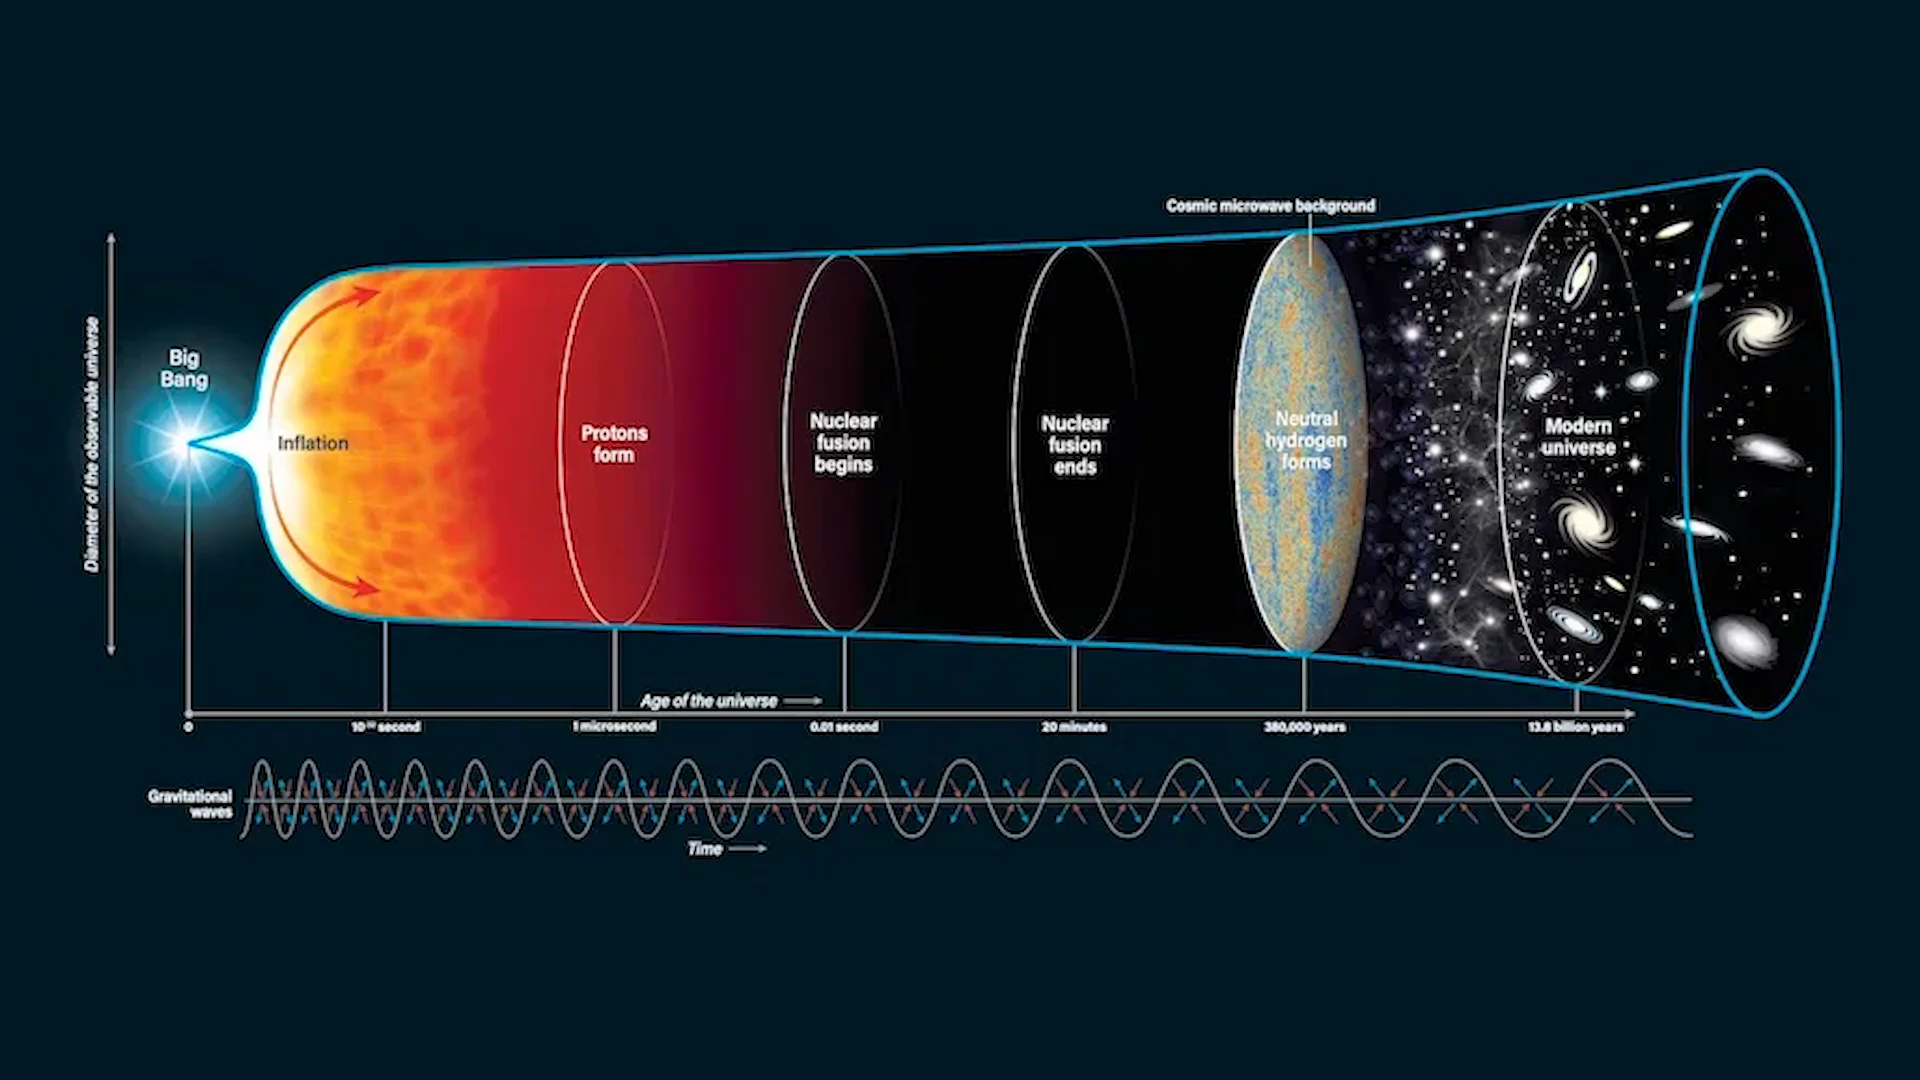 Cosmic microwave background
Diameter of the observable universe
Big
Bang
Inflation
Protons
form
Nuclear
fusion
begins
Nuclear
fusion
ends
Neutral
hydrogen
forms
Modern
universe
Age of the universe
0
second
1 microsecond
0.01 second
20 minutes
380,000 years
13.8 billion years
Gravitational
waves
Time